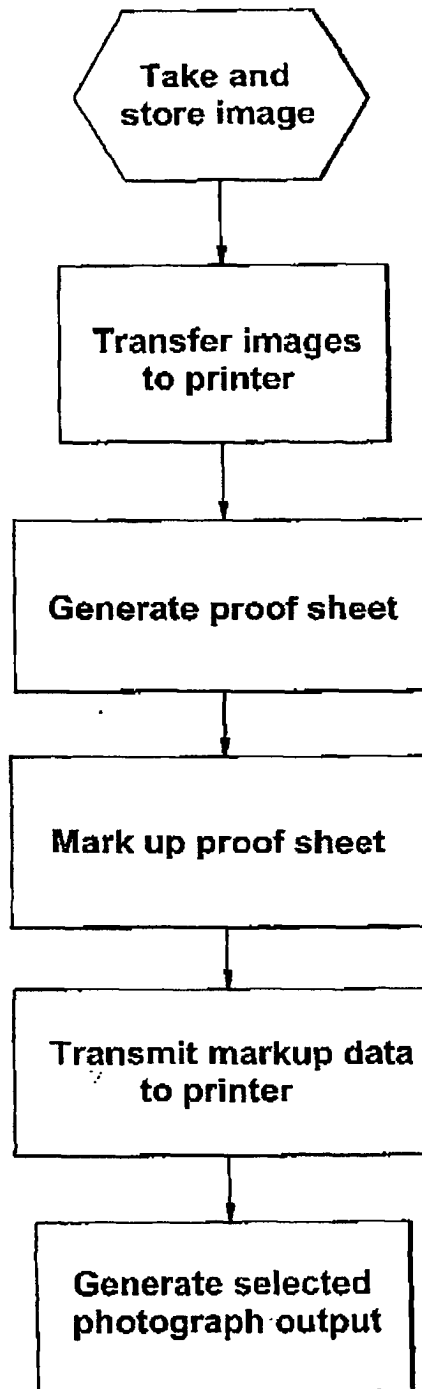 Take and
store image
Transfer images
to printer
Generate proof sheet
Mark up proof sheet
Transmit markup data
to printer
Generate selected
photograph output